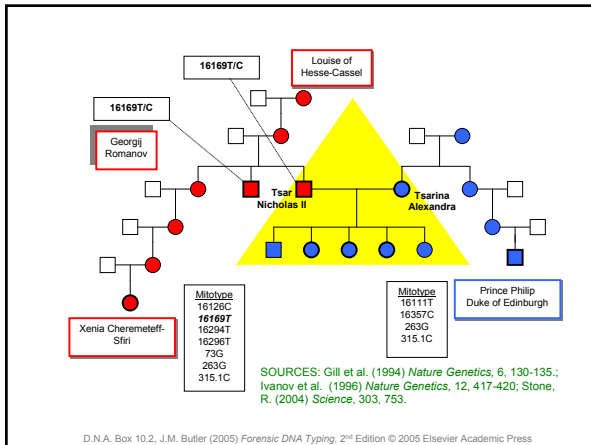 Louise of
Hesse-Cassel
16169T/C
16169T/C
Georgij
Romanov
Tsar
Nicholas II
Tsarina
Alexandra
Xenia Cheremeteff-
Sfiri
Mitotype
16126C
16169T
16294T
16296T
73G
263G
315.1C
Mitotype
16111T
16357C
263G
315.1C
Prince Philip
Duke of Edinburgh
SOURCES: Gill et al. (1994) Nature Genetics, 6, 130-135.;
Ivanov et al. (1996) Nature Genetics, 12, 417-420; Stone,
R. (2004) Science, 303, 753.
D.N.A. Box 10.2, J.M. Butler (2005) Forensic DNA Typing, 2nd Edition © 2005 Elsevier Academic Press